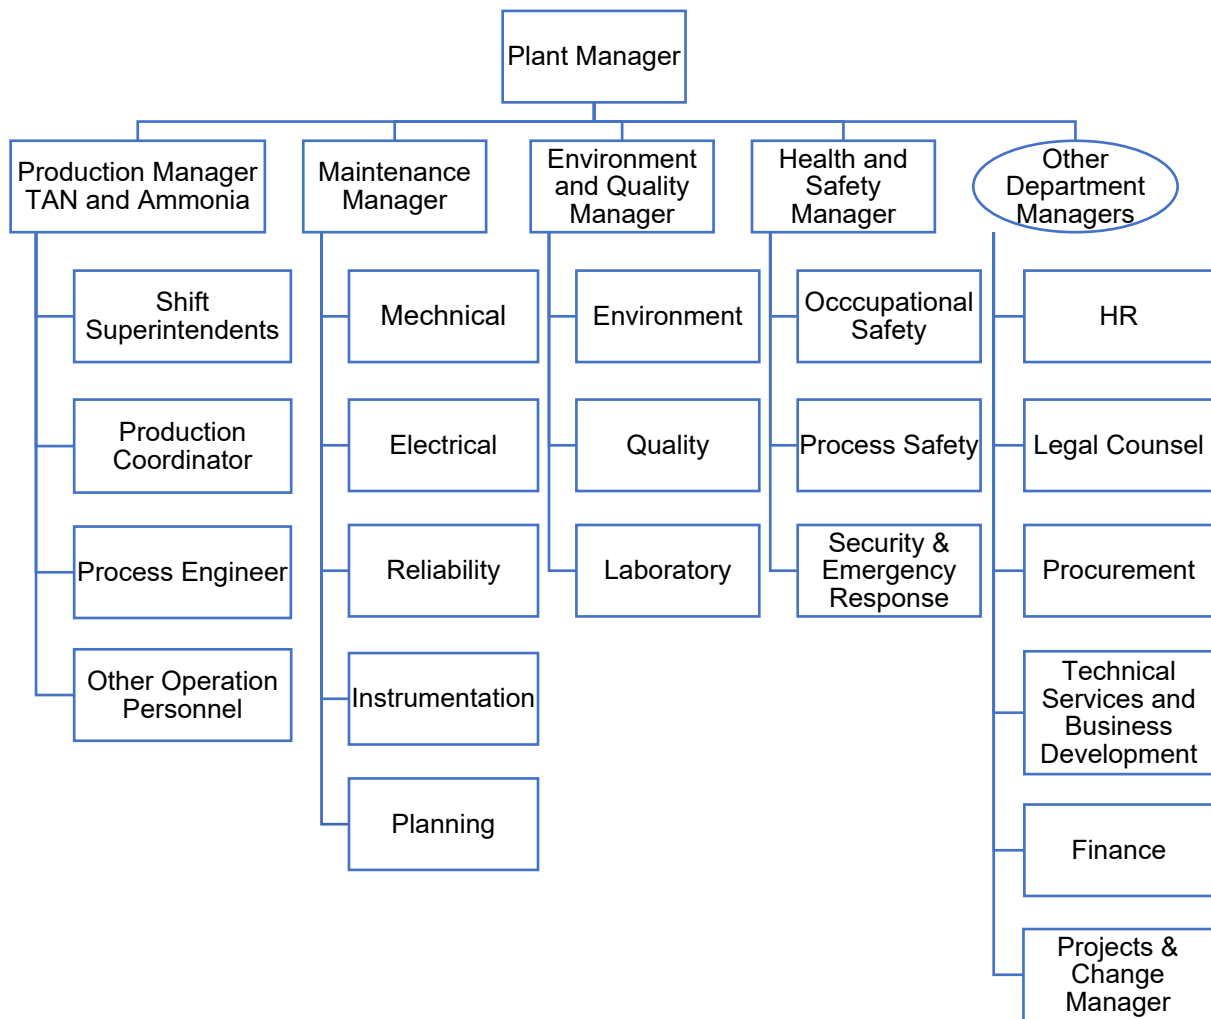 Plant Manager
Production Manager
TAN and Ammonia
Shift
Superintendents
Production
Coordinator
Process Engineer
Other Operation
Personnel
Maintenance
Manager
Mechnical
Electrical
Reliability
Instrumentation
Planning
Environment
and Quality
Manager
Environment
Quality
Laboratory
Health and
Safety
Manager
Occcupational
Safety
Process Safety
Security &
Emergency
Response
Other
Department
Managers
HR
Legal Counsel
Procurement
Technical
Services and
Business
Development
Finance
Projects &
Change
Manager